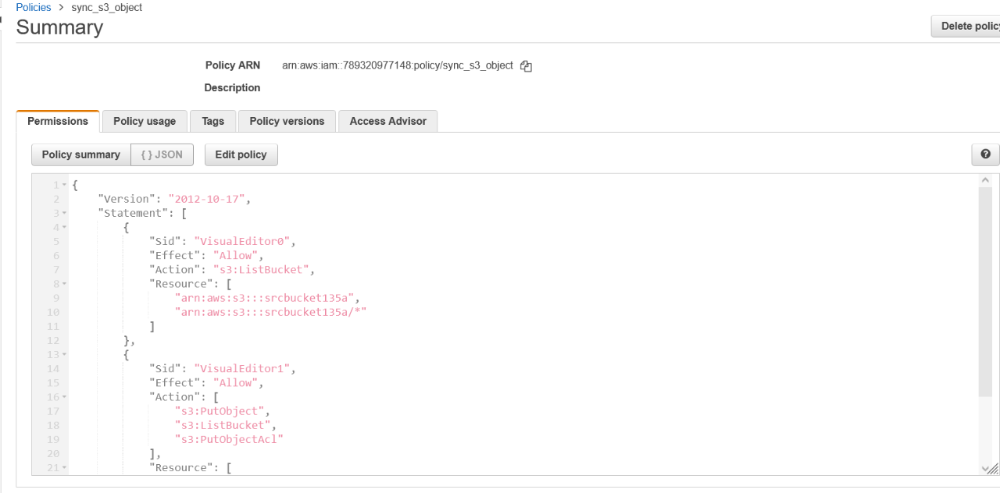 Policies > sync_s3_object
Summary
Delete policy
Policy ARN arn:aws:iam::789320977148:policy/sync_s3_object
Description
Permissions Policy usage Tags Policy versions Access Advisor
Policy summary { } JSON Edit policy ?
1 {
2 "Version": "2012-10-17",
3 "Statement": [
4 {
5 "Sid": "VisualEditor0",
6 "Effect": "Allow",
7 "Action": "s3:ListBucket",
8 "Resource": [
9 "arn:aws:s3:::srcbucket135a",
10 "arn:aws:s3:::srcbucket135a/*"
11 ]
12 },
13 {
14 "Sid": "VisualEditor1",
15 "Effect": "Allow",
16 "Action": [
17 "s3:PutObject",
18 "s3:ListBucket",
19 "s3:PutObjectAcl"
20 ],
21 "Resource": [